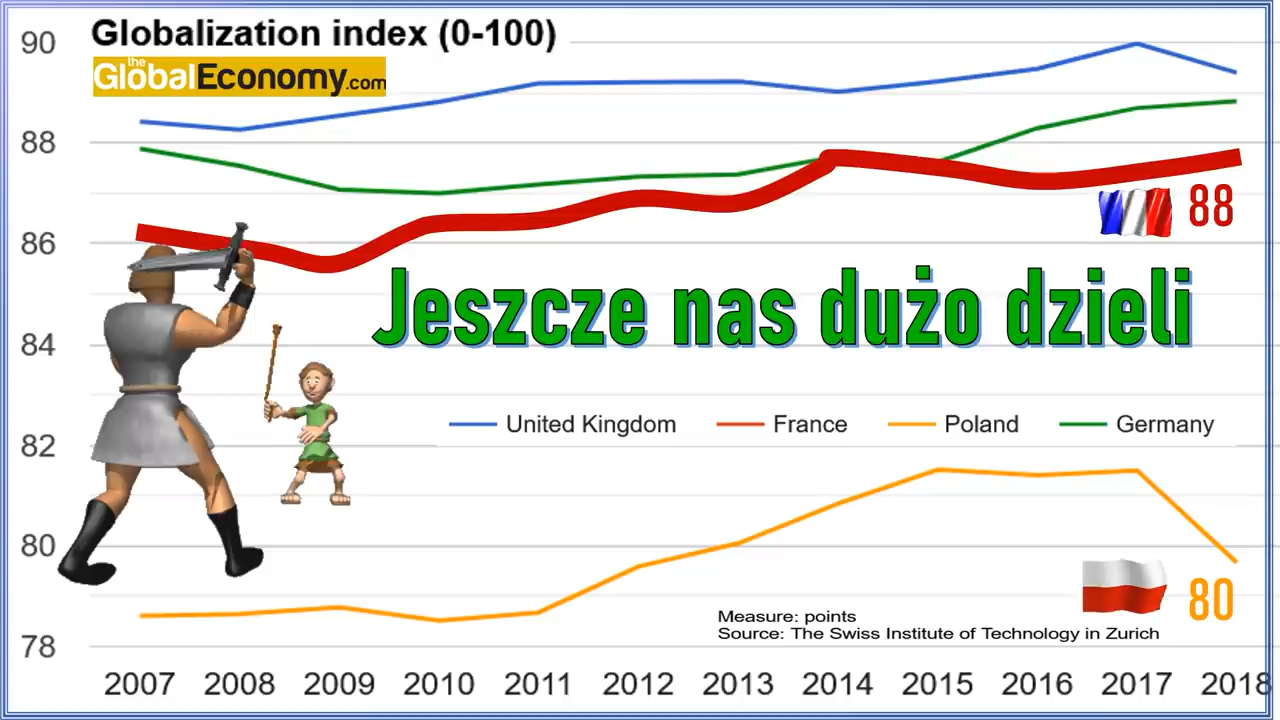 Globalization index (0-100)
the
GlobalEconomy.com
90
88
86
84
82
80
78
88
Jeszcze nas dużo dzieli
United Kingdom France Poland Germany
80
Measure: points
Source: The Swiss Institute of Technology in Zurich
2007 2008 2009 2010 2011 2012 2013 2014 2015 2016 2017 2018